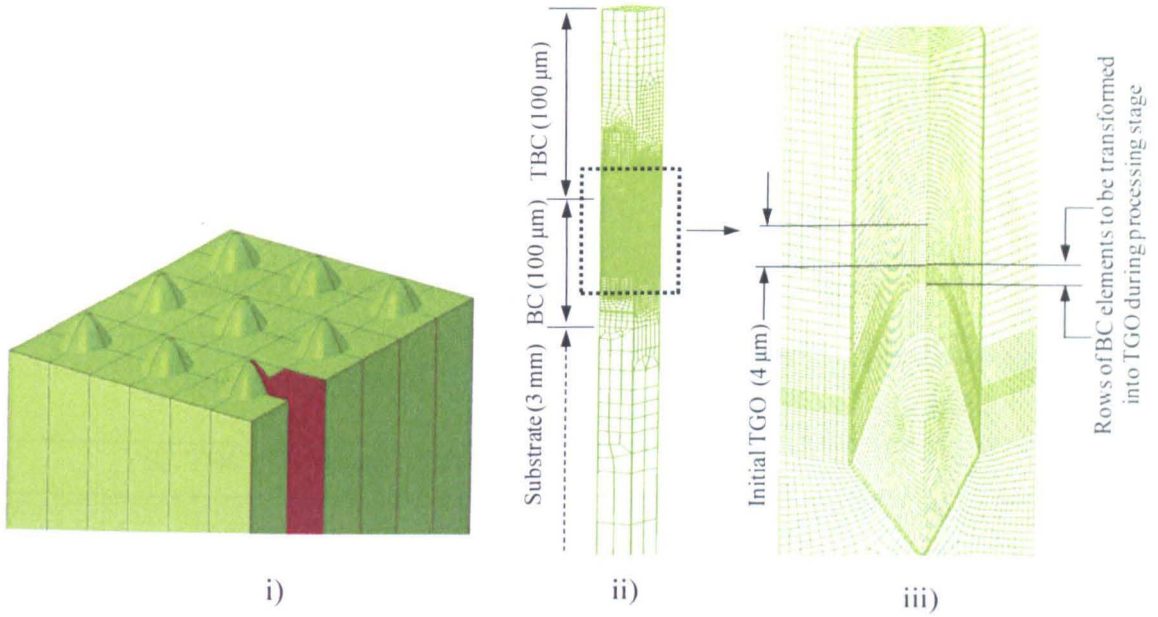 TBC (100 µm)
BC (100 µm)
Substrate (3 mm)
Initial TGO (4 µm)
Rows of BC elements to be transformed
into TGO during processing stage
i)
ii)
iii)